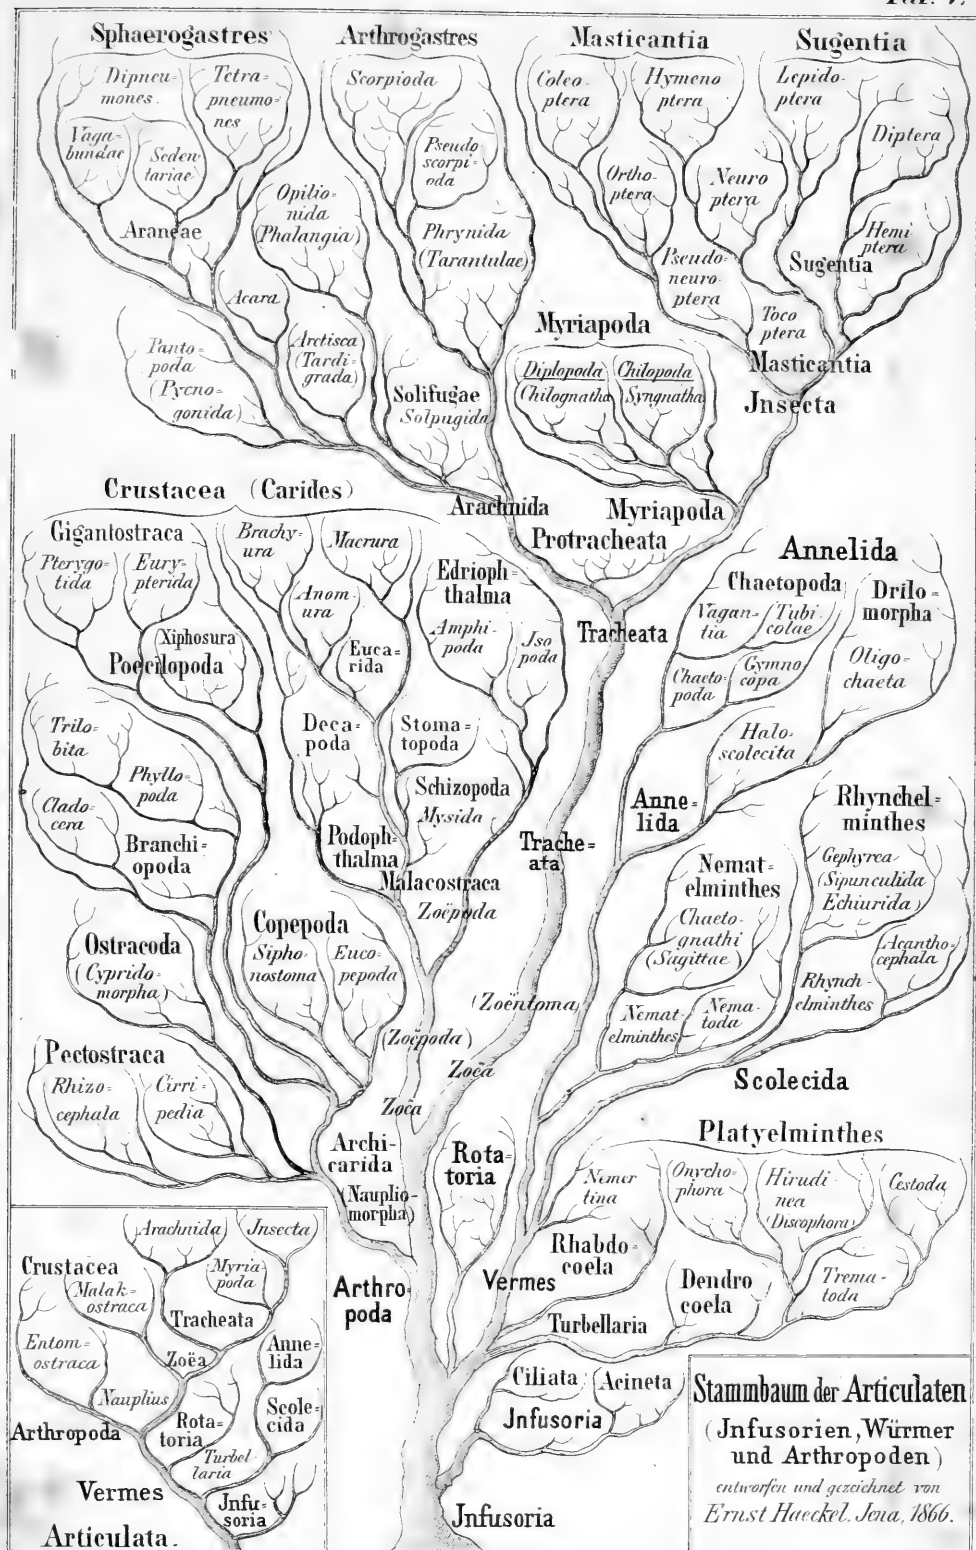 Taf. V.
Sphaerogastres
Arthrogastres
Masticantia
Sugentia
Dipneu=
mones.
Tetra=
pneumo=
nes
Scorpioda
Coleo=
ptera
Hymeno
ptera
Lepido-
ptera
Vaga-
bundae
Seden
tariae
Pseudo
scorpi=
oda
Diptera
Opilio=
nida
(Phalangia)
Ortho=
ptera
Neuro
ptera
Araneae
Phrynida
(Tarantulae)
Hemi
ptera
Pseudo=
neuro=
ptera
Sugentia
Acara
Toco
ptera
Panto-
poda
(Pycno-
gonida)
Arctisca
(Tardi-
grada)
Myriapoda
Masticantia
Solifugae
Solpugida
Diplopoda
Chilognatha
Chilopoda
Syngnatha
Jnsecta
Crustacea (Carides)
Arachnida
Myriapoda
Protracheata
Gigantostraca
Brachy-
ura
Macrura
Annelida
Pterygo-
tida
Eury-
pterida
Edrioph-
thalma
Chaetopoda
Drilo=
morpha
Anom-
ura
Vagan-
tia
Tubi
colae
Xiphosura
Poecilopoda
Euca=
rida
Amphi-
poda
Jso
poda
Tracheata
Chaeto-
poda
Gymno
copa
Oligo-
chaeta
Trilo-
bita
Deca=
poda
Stoma=
topoda
Halo=
scolecita
Phyllo-
poda
Schizopoda
Mysida
Clado=
cera
Anne=
lida
Rhynchel=
minthes
Branchi=
opoda
Podoph=
thalma
Trache=
ata
Malacostraca
Zoëpoda
Nemat=
elminthes
Gephyrea
(Sipunculida
Echiurida)
Copepoda
Chaeto-
gnathi
(Sagittae)
Ostracoda
(Cyprido-
morpha)
Sipho=
nostoma
Euco=
pepoda
Acantho=
cephala
Rhynch-
elminthes
(Zoëntoma)
Nemat-
elminthes
Nema-
toda
(Zoëpoda)
Pectostraca
Zoëa
Scolecida
Rhizo=
cephala
Cirri=
pedia
Zoëa
Platyelminthes
Archi-
carida
(Nauplio-
morpha)
Rota=
toria
Nemer
tina
Onycho=
phora
Hirudi
nea
(Discophora)
Cestoda
Rhabdo=
coela
Arthro=
poda
Vermes
Dendro
coela
Trema=
toda
Turbellaria
Ciliata
Acineta
Jnfusoria
Jnfusoria
Arachnida
Jnsecta
Crustacea
Malak-
ostraca
Myria
poda
Tracheata
Entom=
ostraca
Zoëa
Anne=
lida
Nauplius
Rota=
toria
Scole=
cida
Arthropoda
Turbel-
laria
Vermes
Jnfu=
soria
Articulata.
Stammbaum der Articulaten
(Jnfusorien, Würmer
und Arthropoden)
entworfen und gezeichnet von
Ernst Haeckel. Jena, 1866.